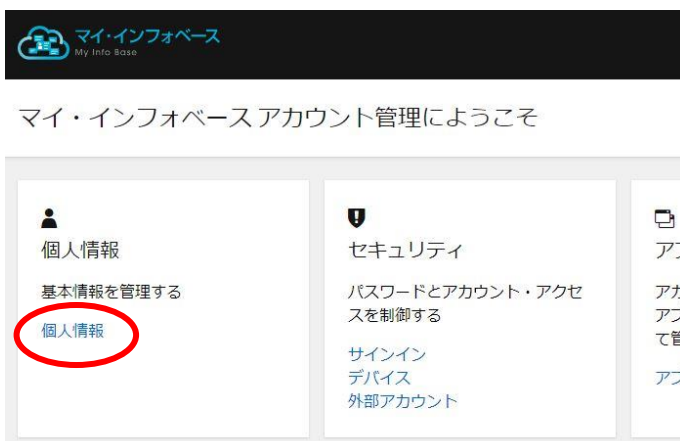 マイ・インフォベース
My Info Base
マイ・インフォベース アカウント管理にようこそ
個人情報
基本情報を管理する
個人情報
セキュリティ
パスワードとアカウント・アクセ
スを制御する
サインイン
デバイス
外部アカウント
ア
アカ
アプ
て管
アプ